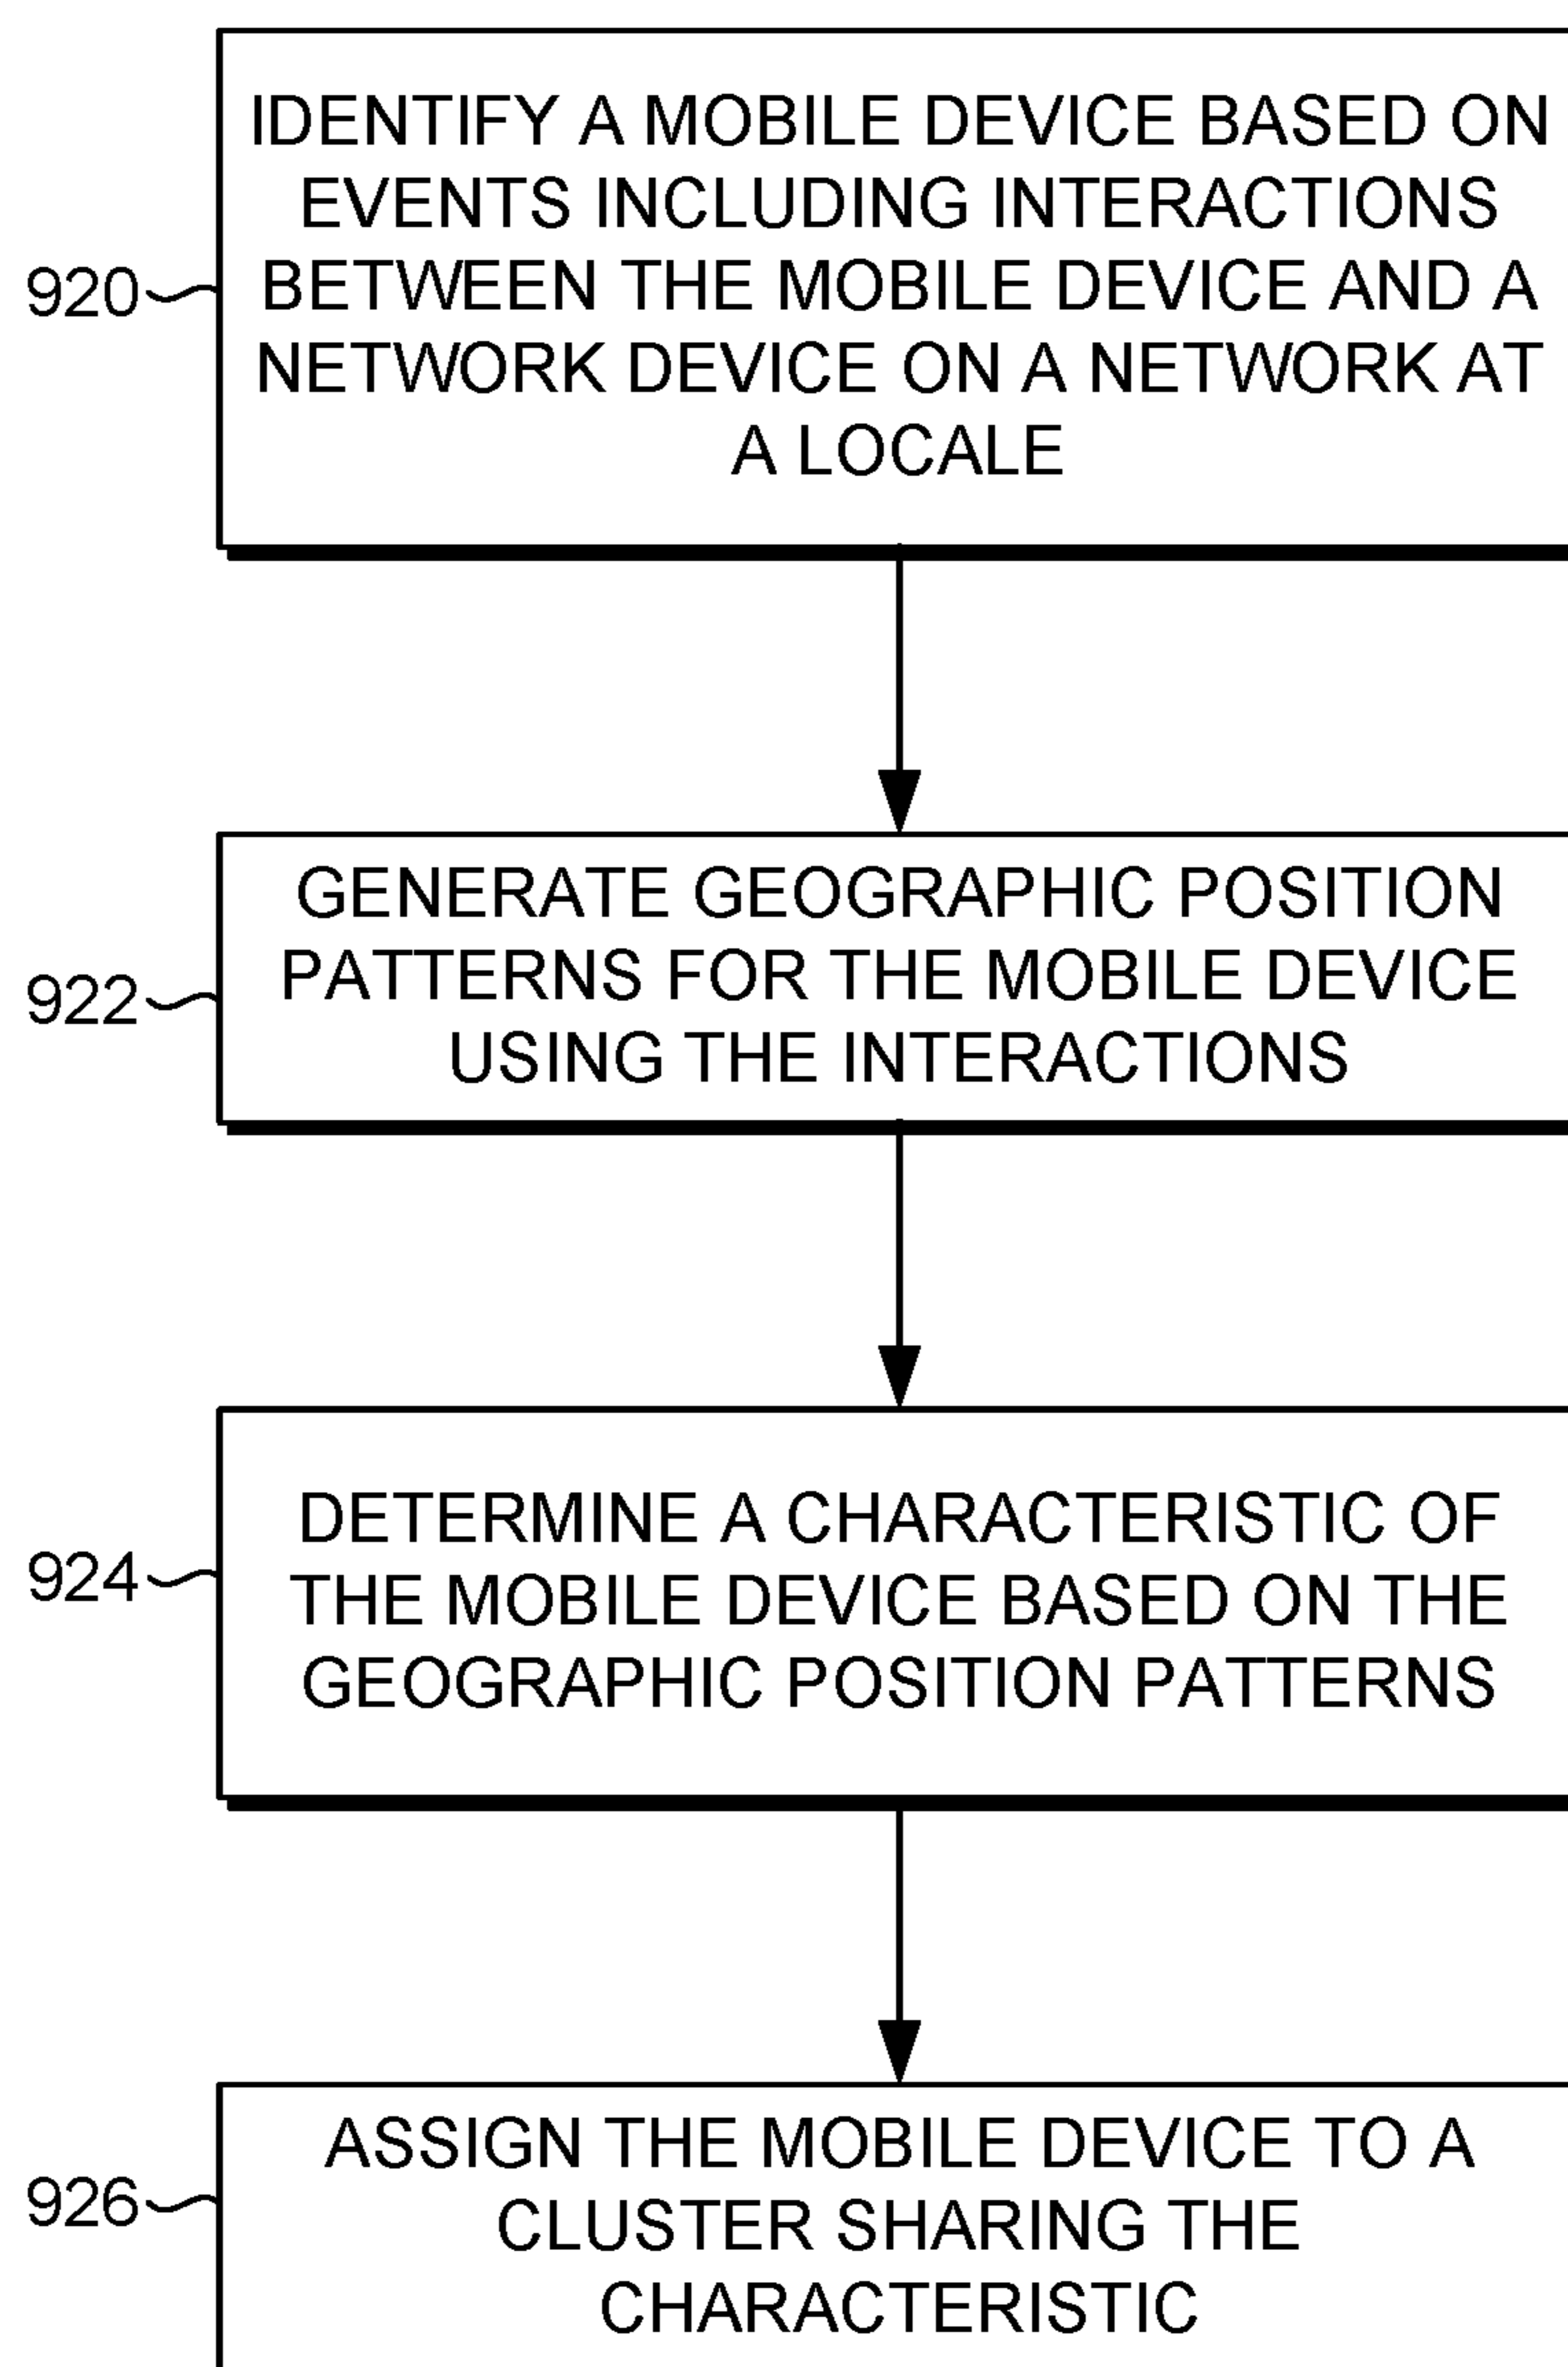 IDENTIFY A MOBILE DEVICE BASED ON
EVENTS INCLUDING INTERACTIONS
920
BETWEEN THE MOBILE DEVICE AND A
NETWORK DEVICE ON A NETWORK AT
A LOCALE
GENERATE GEOGRAPHIC POSITION
922
PATTERNS FOR THE MOBILE DEVICE
USING THE INTERACTIONS
DETERMINE A CHARACTERISTIC OF
924
THE MOBILE DEVICE BASED ON THE
GEOGRAPHIC POSITION PATTERNS
ASSIGN THE MOBILE DEVICE TO A
926
CLUSTER SHARING THE
CHARACTERISTIC